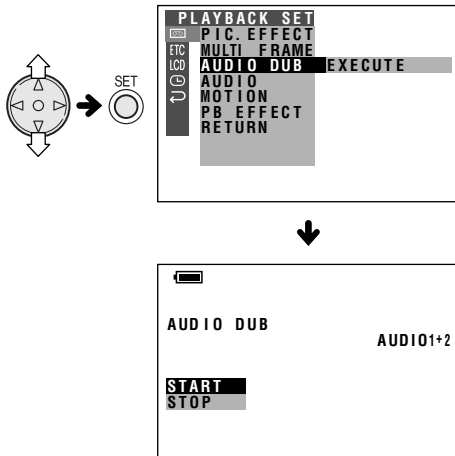 SET
PLAYBACK SET
PIC. EFFECT
ETC MULTI FRAME
LCD AUDIO DUB EXECUTE
AUDIO
MOTION
PB EFFECT
RETURN
AUDIO DUB
AUDIO1+2
START
STOP